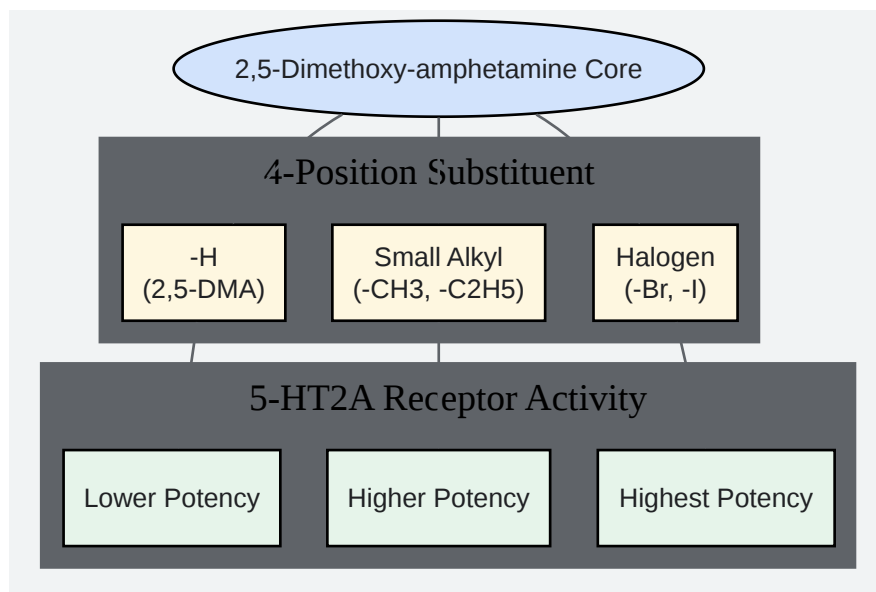 2,5-Dimethoxy-amphetamine Core
4-Position Substituent
-H
(2,5-DMA)
Small Alkyl
(-CH3, -C2H5)
Halogen
(-Br, -I)
5-HT2A Receptor Activity
Lower Potency
Higher Potency
Highest Potency